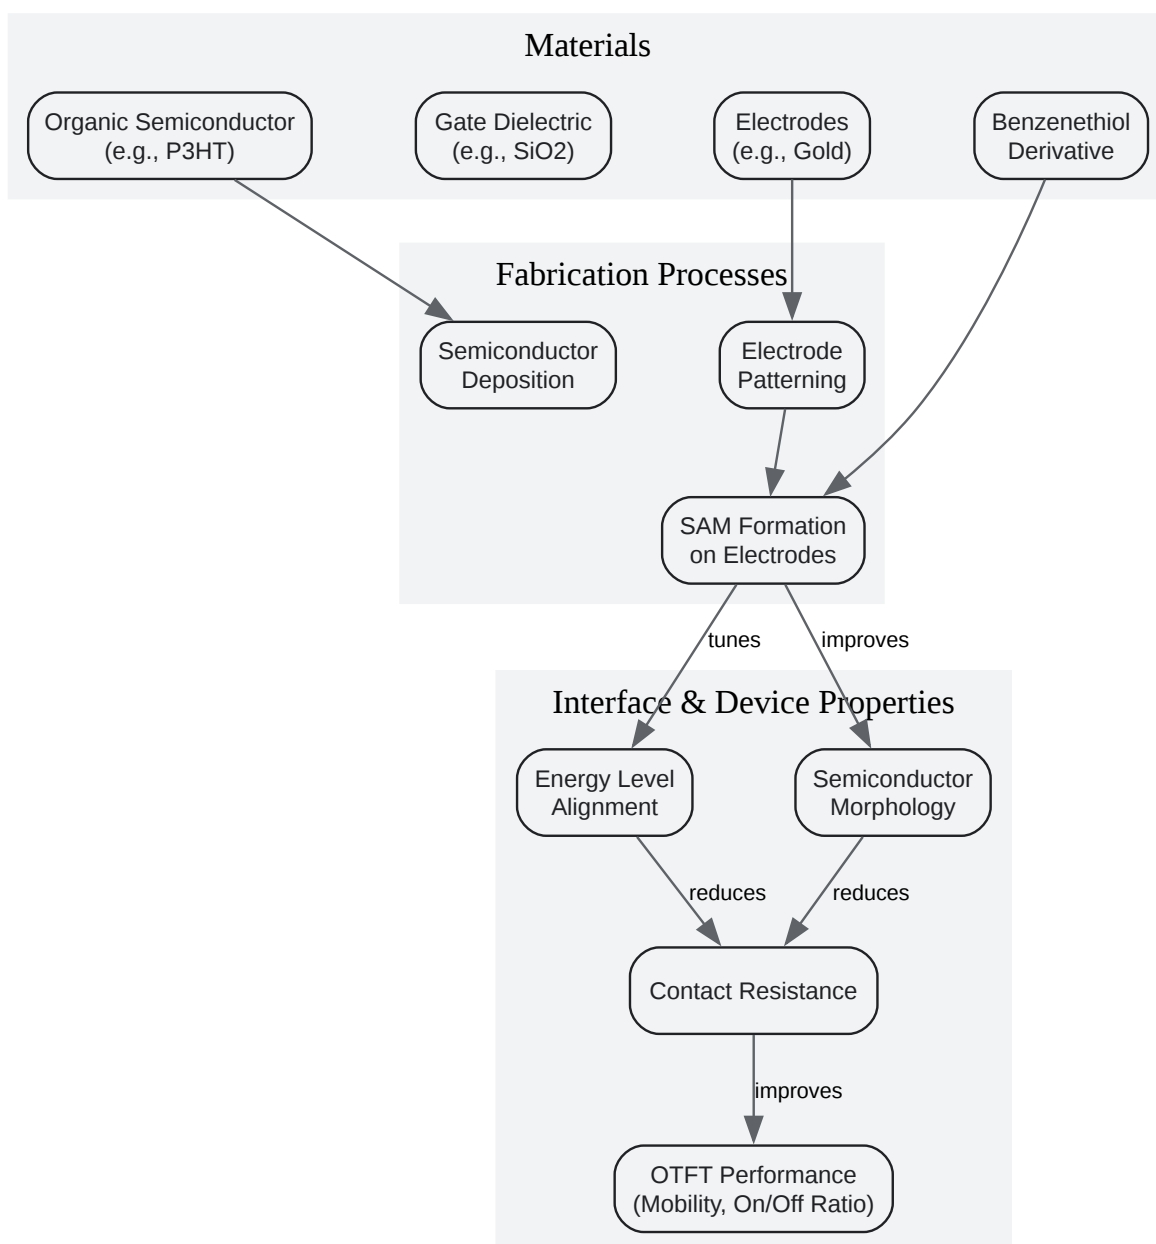 Materials
Organic Semiconductor
(e.g., P3HT)
Gate Dielectric
(e.g., SiO2)
Electrodes
(e.g., Gold)
Benzenethiol
Derivative
Fabrication Processes
Semiconductor
Deposition
Electrode
Patterning
SAM Formation
on Electrodes
tunes
improves
Interface & Device Properties
Energy Level
Alignment
Semiconductor
Morphology
reduces
reduces
Contact Resistance
improves
OTFT Performance
(Mobility, On/Off Ratio)